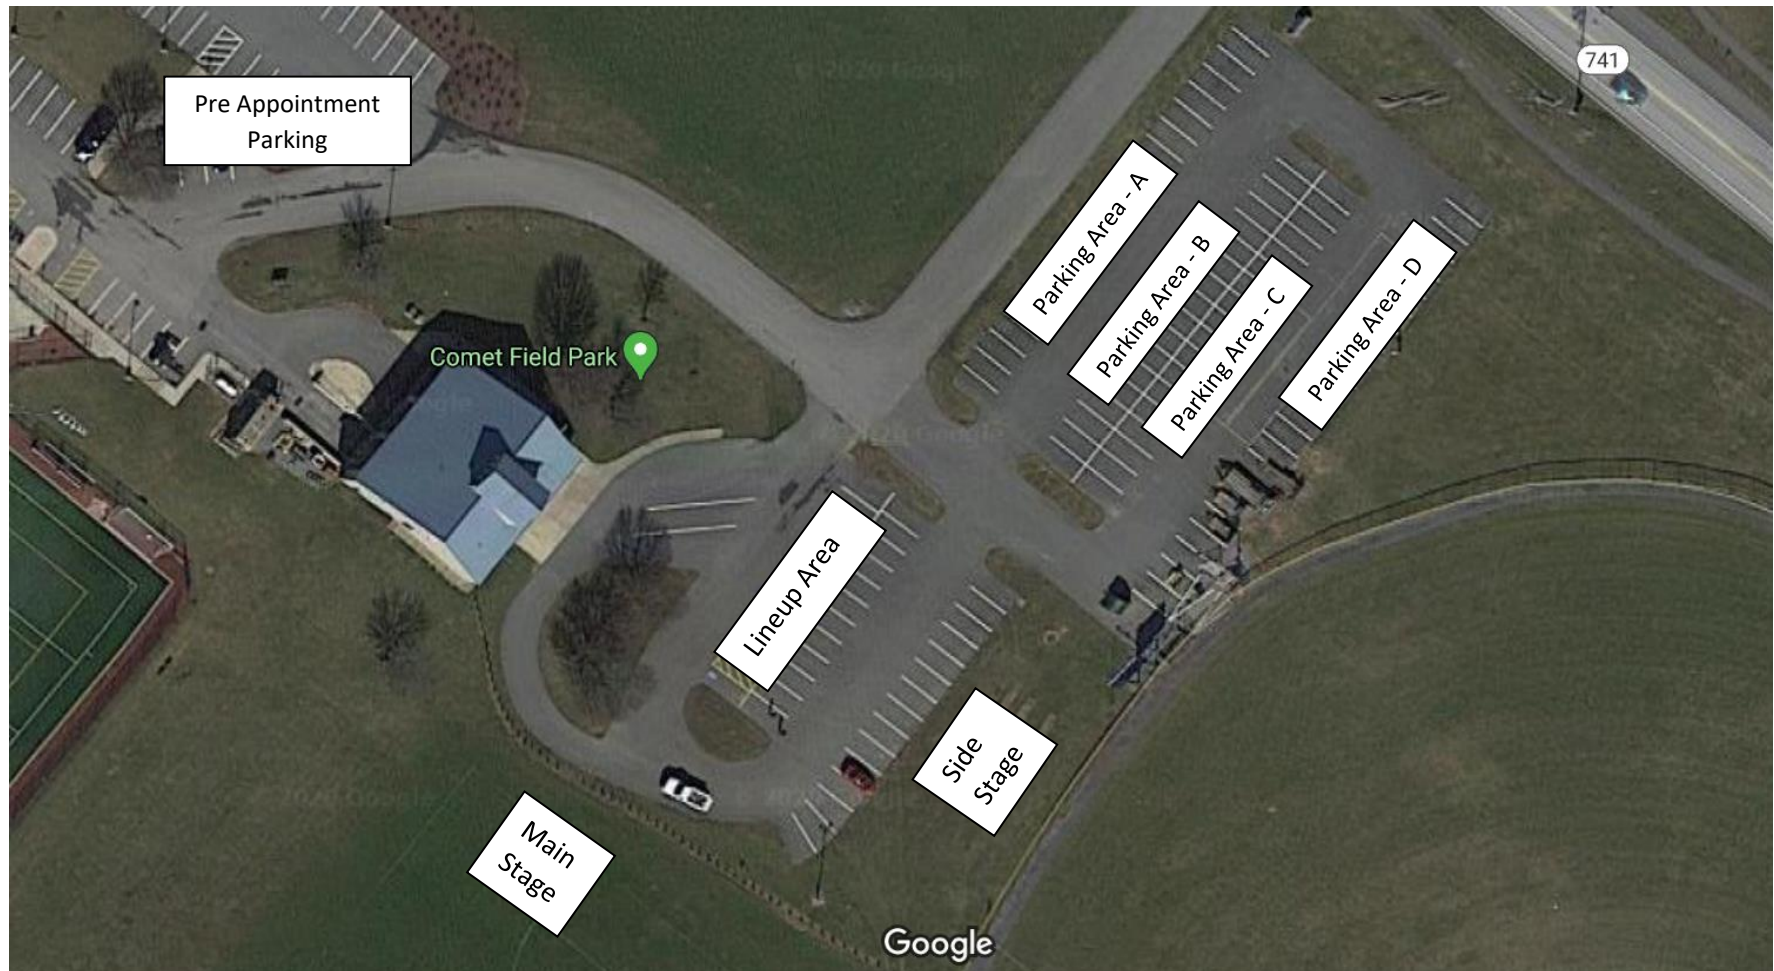 741
Pre Appointment
Parking
Parking Area - A
Parking Area - B
Parking Area - C
Parking Area - D
Comet Field Park
Lineup Area
Side
Stage
Main
Stage
Google